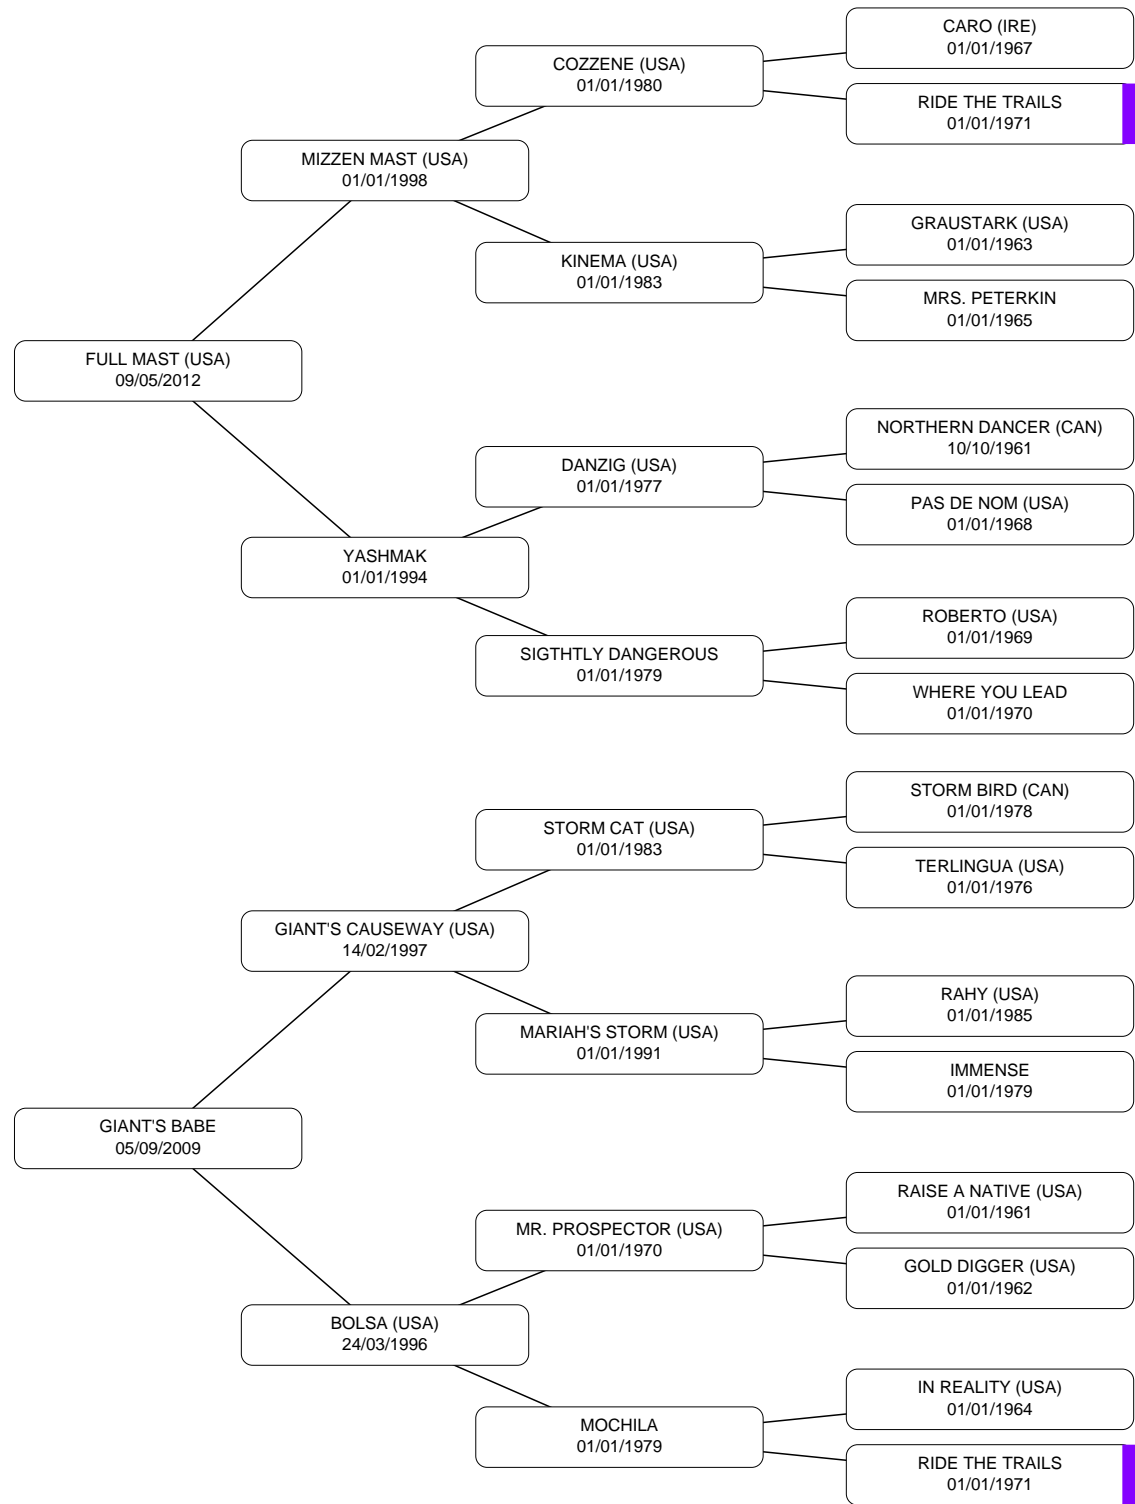 CARO (IRE)
01/01/1967
COZZENE (USA)
01/01/1980
RIDE THE TRAILS
01/01/1971
MIZZEN MAST (USA)
01/01/1998
GRAUSTARK (USA)
01/01/1963
KINEMA (USA)
01/01/1983
MRS. PETERKIN
01/01/1965
FULL MAST (USA)
09/05/2012
NORTHERN DANCER (CAN)
10/10/1961
DANZIG (USA)
01/01/1977
PAS DE NOM (USA)
01/01/1968
YASHMAK
01/01/1994
ROBERTO (USA)
01/01/1969
SIGTHTLY DANGEROUS
01/01/1979
WHERE YOU LEAD
01/01/1970
STORM BIRD (CAN)
01/01/1978
STORM CAT (USA)
01/01/1983
TERLINGUA (USA)
01/01/1976
GIANT'S CAUSEWAY (USA)
14/02/1997
RAHY (USA)
01/01/1985
MARIAH'S STORM (USA)
01/01/1991
IMMENSE
01/01/1979
GIANT'S BABE
05/09/2009
RAISE A NATIVE (USA)
01/01/1961
MR. PROSPECTOR (USA)
01/01/1970
GOLD DIGGER (USA)
01/01/1962
BOLSA (USA)
24/03/1996
IN REALITY (USA)
01/01/1964
MOCHILA
01/01/1979
RIDE THE TRAILS
01/01/1971